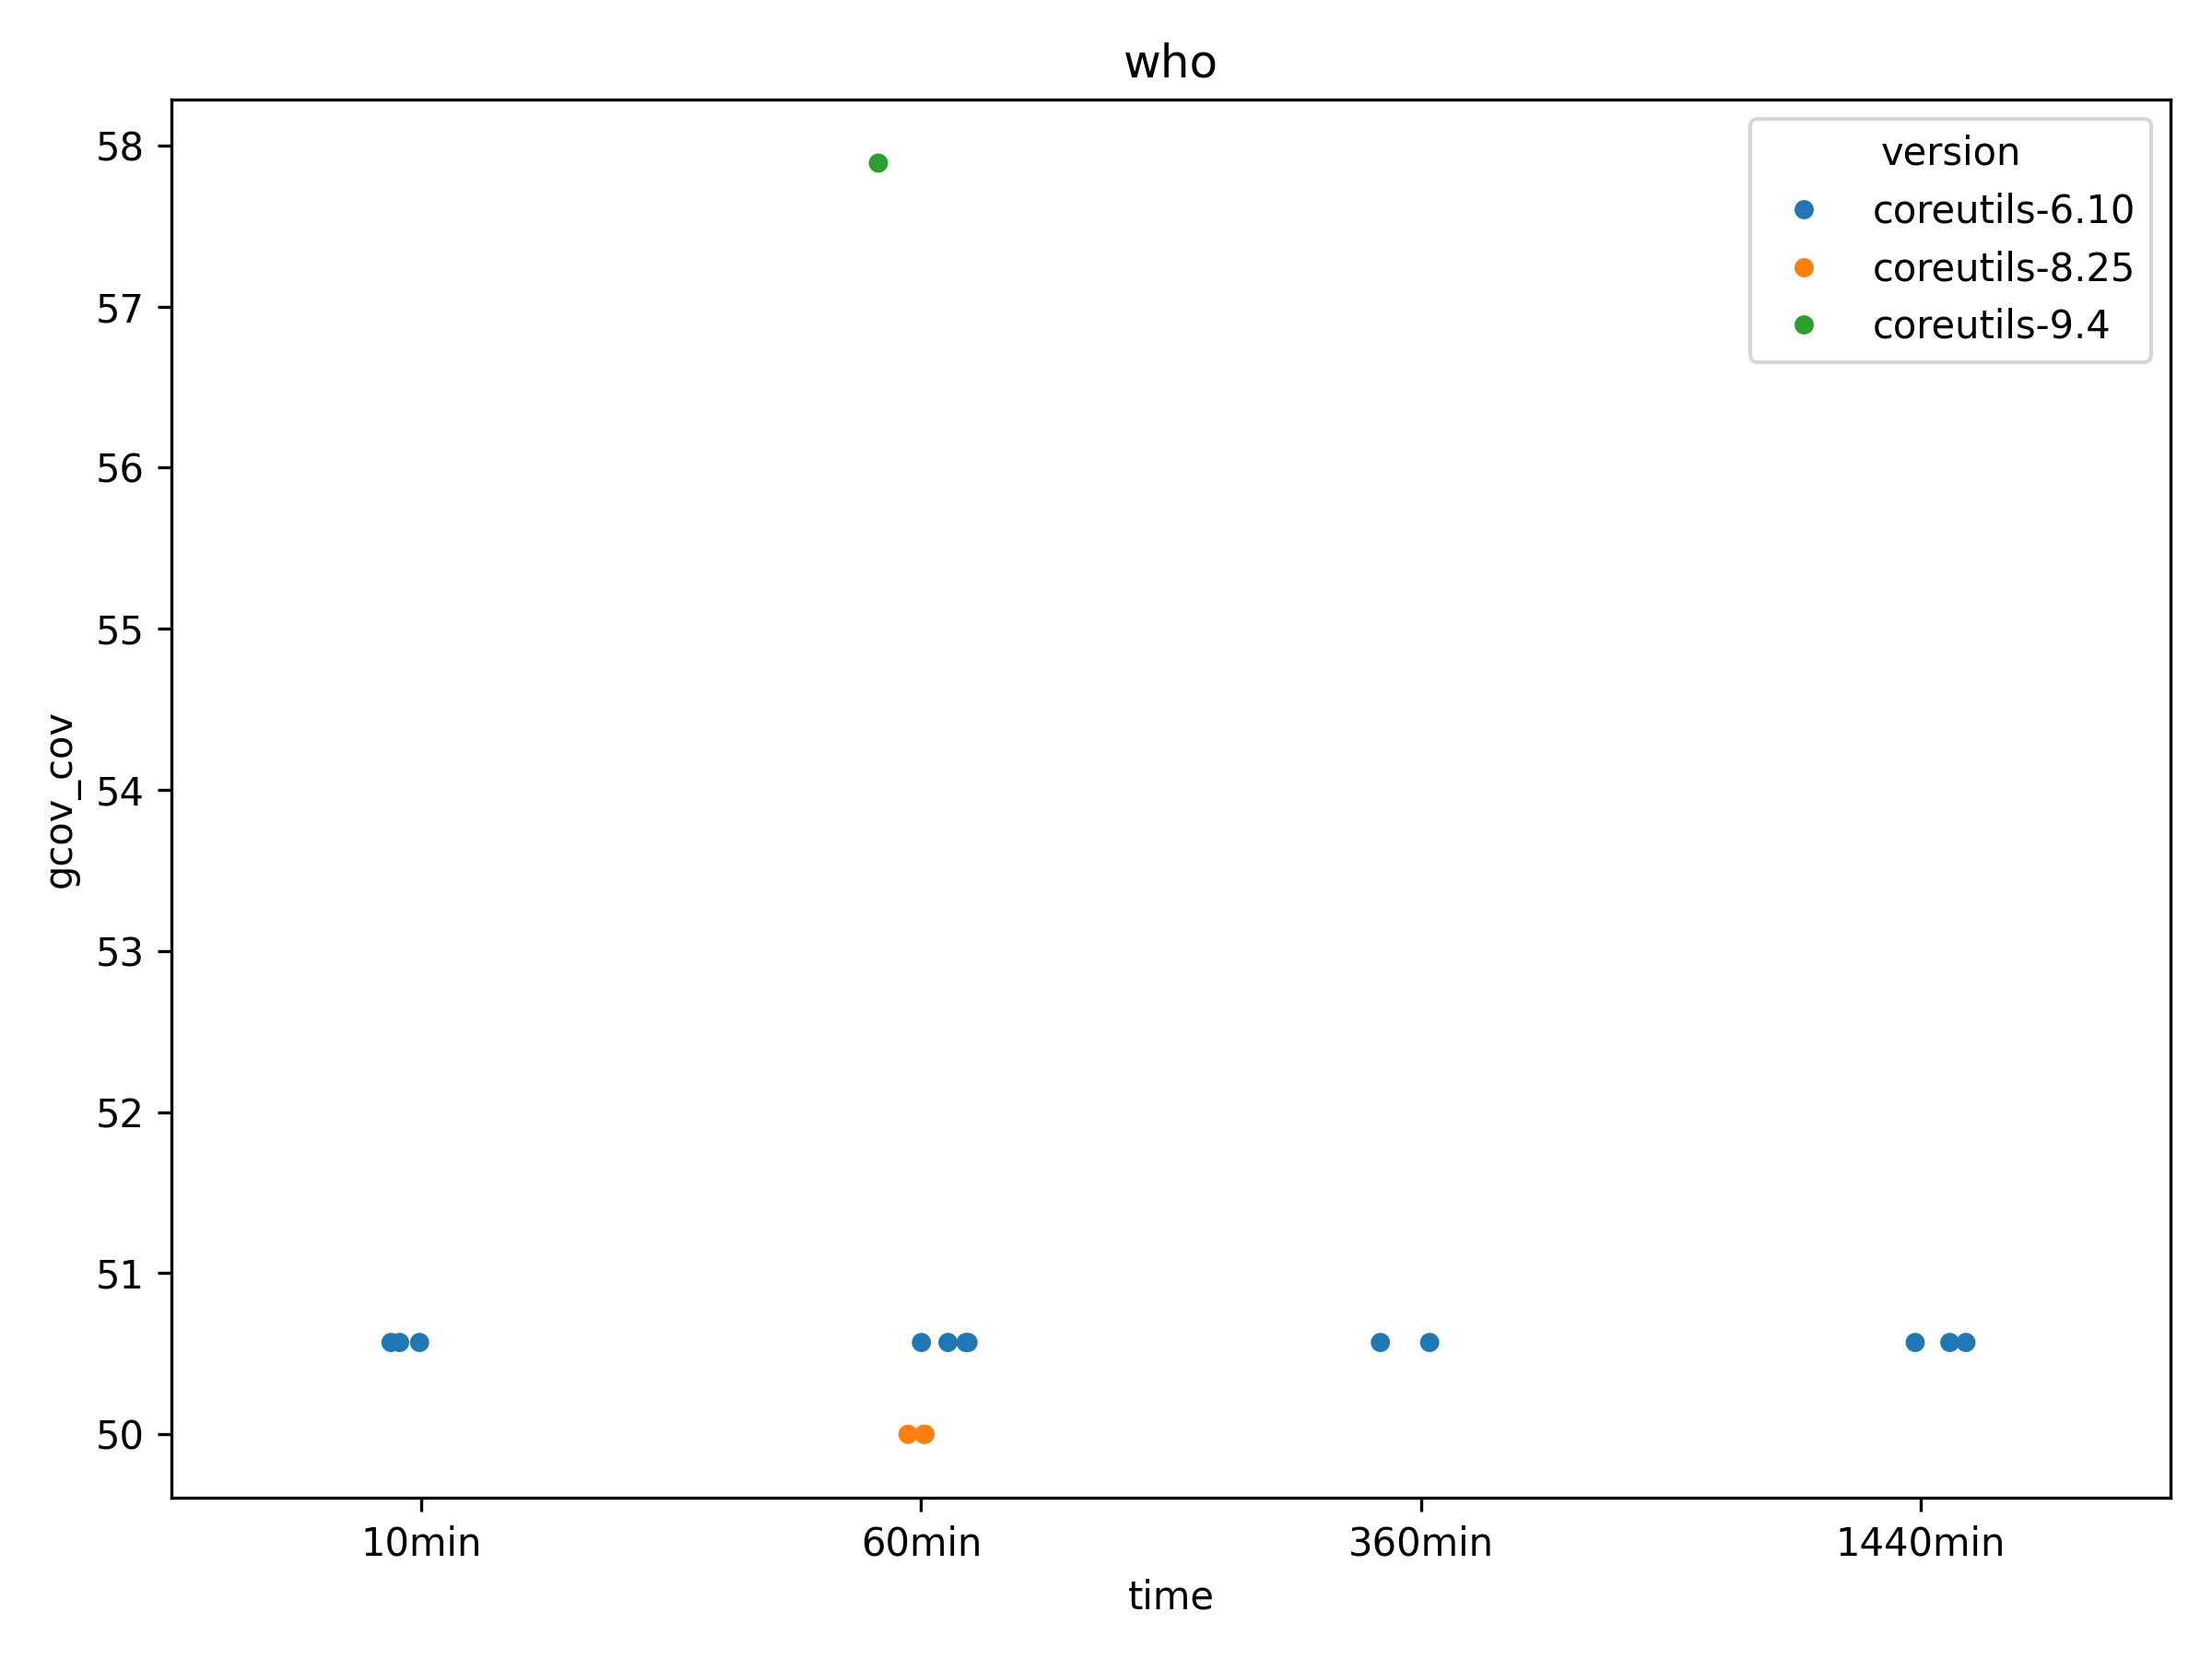 who
version
coreutils-6.10
coreutils-8.25
coreutils-9.4
58
57
56
55
54
53
52
51
50
gcov_cov
10min
60min
360min
1440min
time